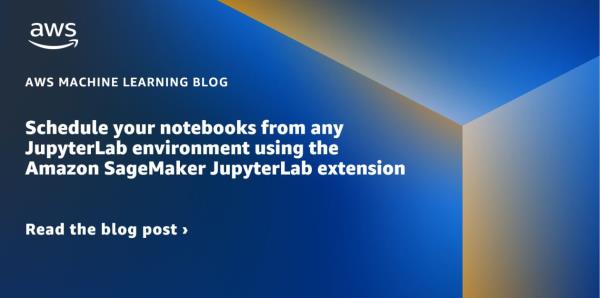 aws
AWS MACHINE LEARNING BLOG
Schedule your notebooks from any
JupyterLab environment using the
Amazon SageMaker JupyterLab extension
Read the blog post ›